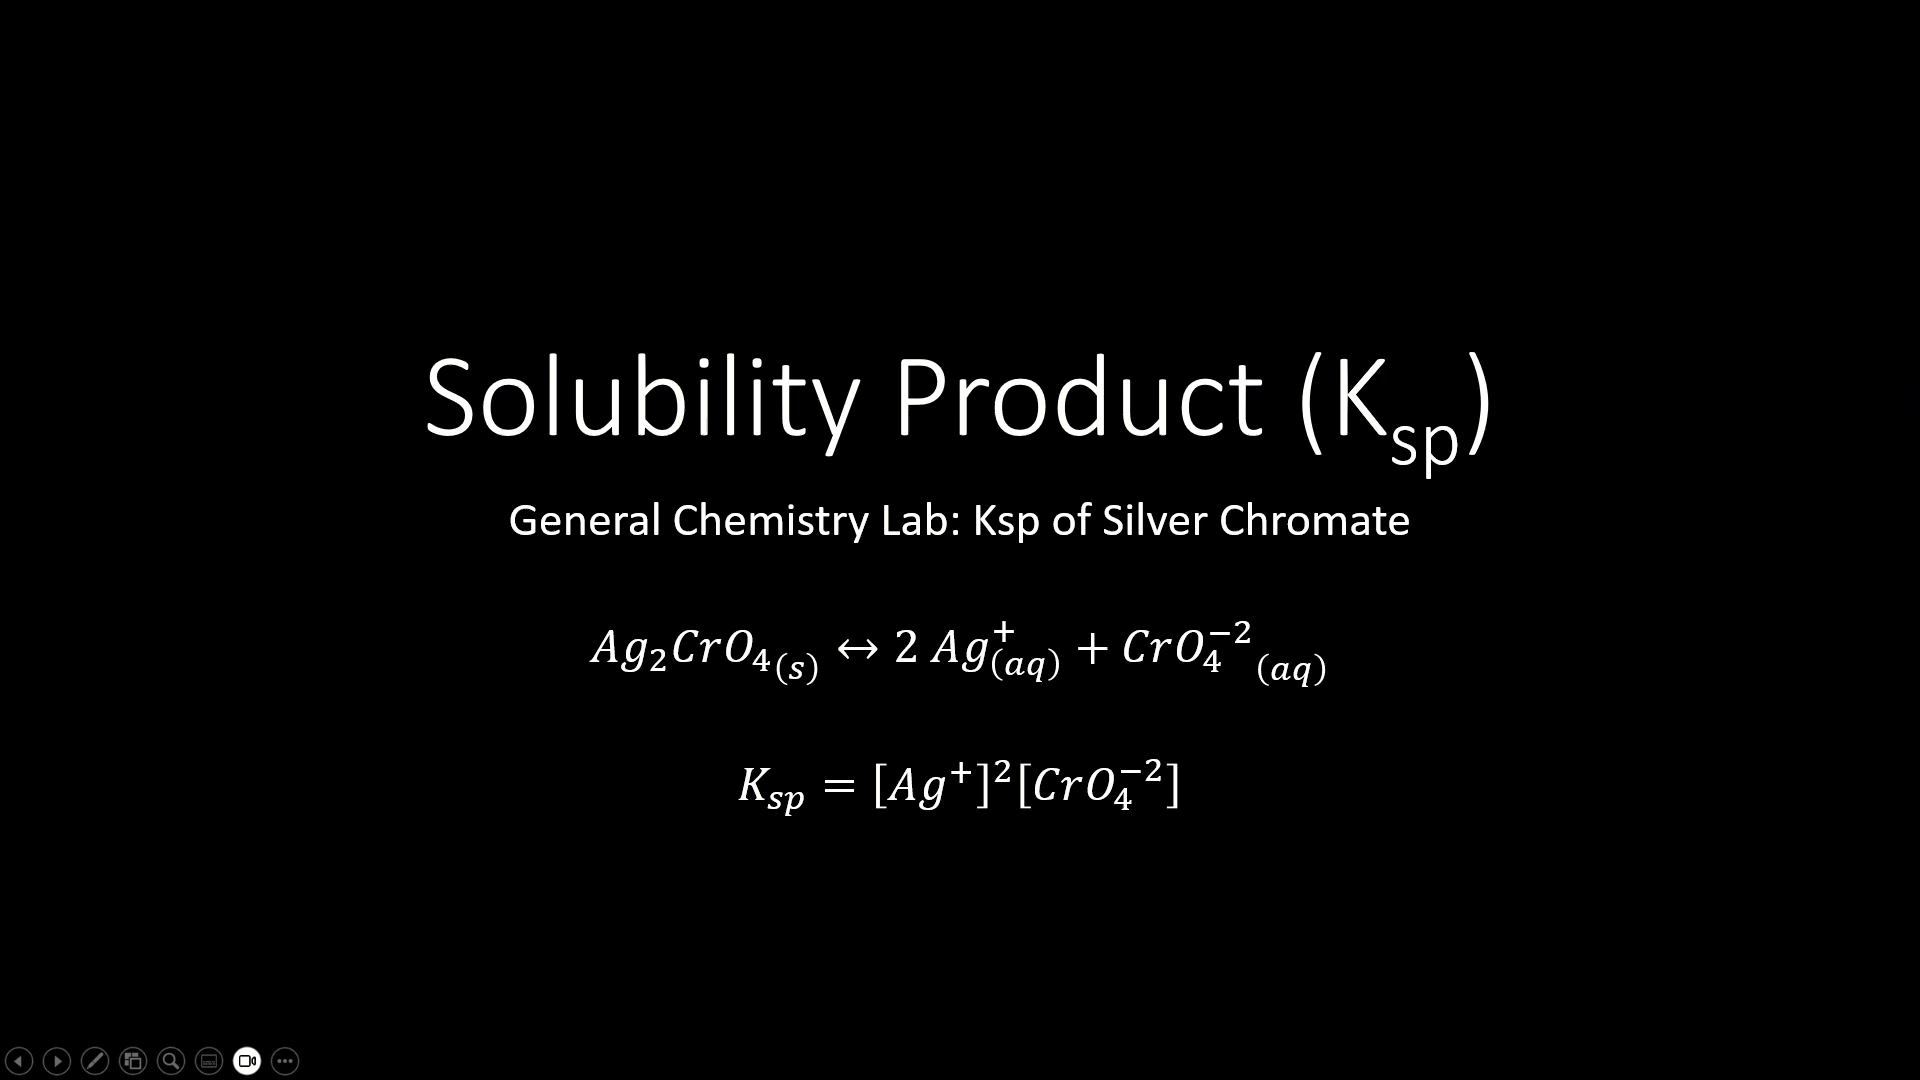 Solubility Product (Ksp)
General Chemistry Lab: Ksp of Silver Chromate
Ag₂CrO₄₍s₎ ↔ 2 Ag⁺₍aq₎ + CrO₄⁻²₍aq₎
Ksp = [Ag⁺]²[CrO₄⁻²]